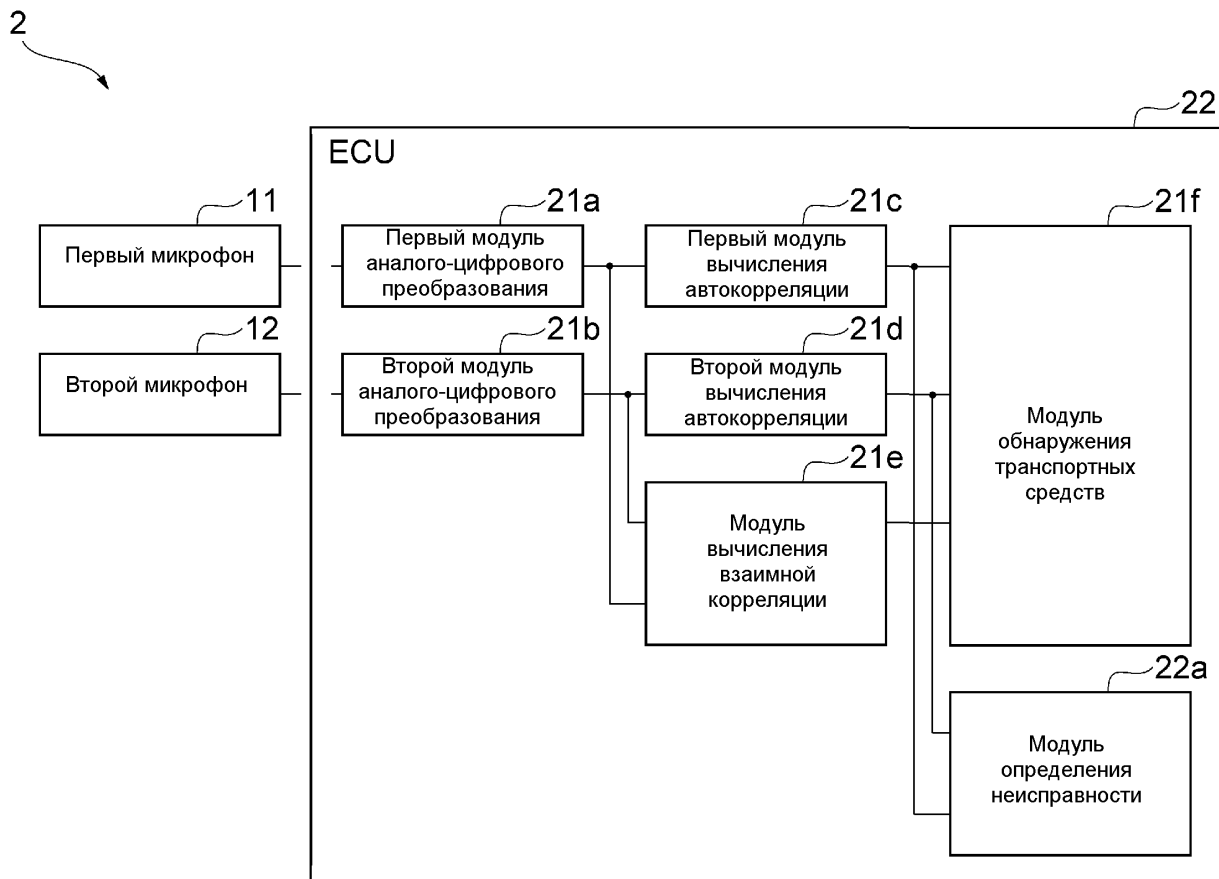 2
22
ECU
11
21a
21c
21f
Первый микрофон
Первый модуль
аналого-цифрового
преобразования
Первый модуль
вычисления
автокорреляции
12
21b
21d
Второй микрофон
Второй модуль
аналого-цифрового
преобразования
Второй модуль
вычисления
автокорреляции
Модуль
обнаружения
транспортных
средств
21e
Модуль
вычисления
взаимной
корреляции
22a
Модуль
определения
неисправности